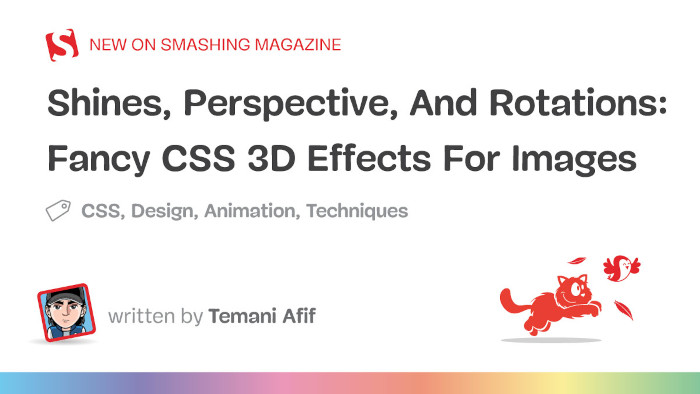 NEW ON SMASHING MAGAZINE
Shines, Perspective, And Rotations:
Fancy CSS 3D Effects For Images
CSS, Design, Animation, Techniques
written by Temani Afif